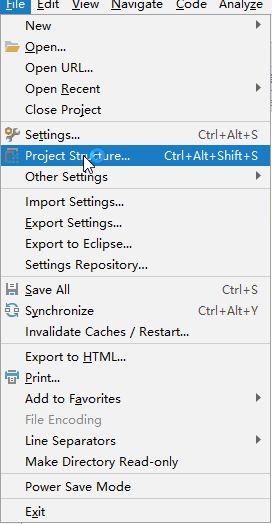 File Edit View Navigate Code Analyze
New
Open...
Open URL...
Open Recent
Close Project
Settings... Ctrl+Alt+S
Project Structure... Ctrl+Alt+Shift+S
Other Settings
Import Settings...
Export Settings...
Export to Eclipse...
Settings Repository...
Save All Ctrl+S
Synchronize Ctrl+Alt+Y
Invalidate Caches / Restart...
Export to HTML...
Print...
Add to Favorites
File Encoding
Line Separators
Make Directory Read-only
Power Save Mode
Exit